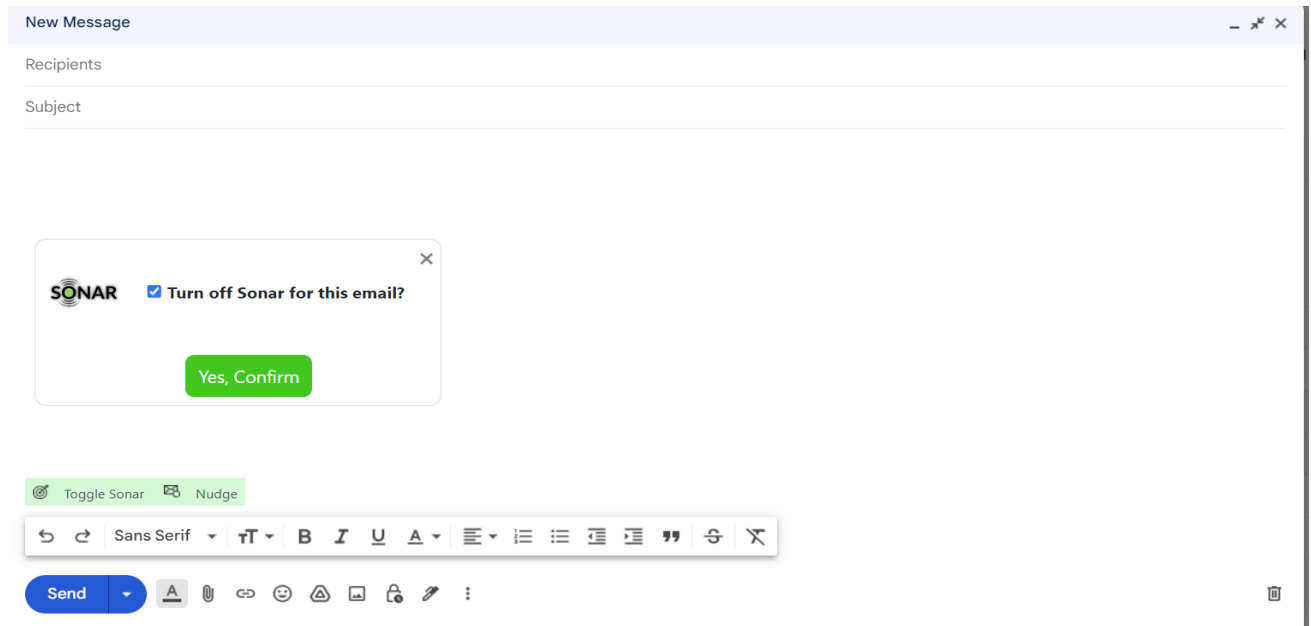 New Message
Recipients
Subject
SONAR
Turn off Sonar for this email?
Yes, Confirm
Toggle Sonar Nudge
Sans Serif TT B I U A S
Send A